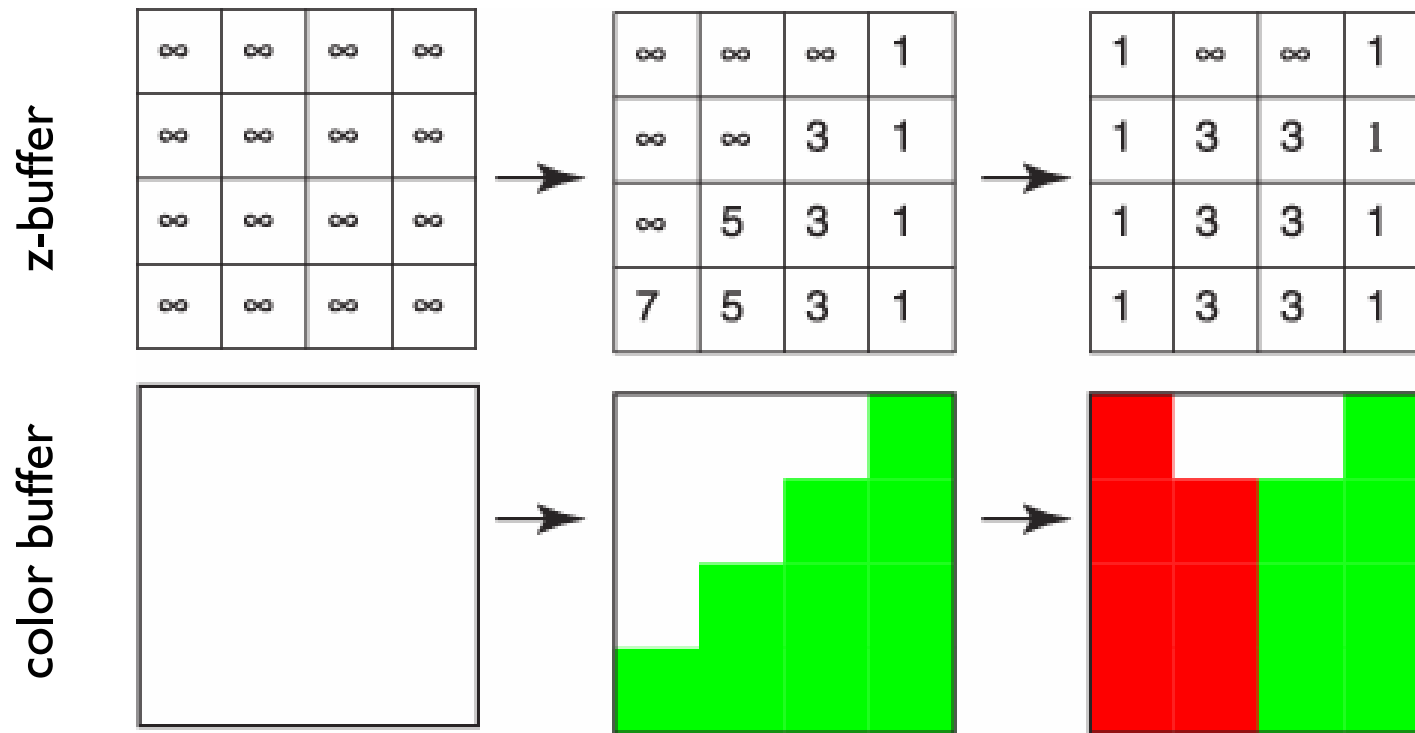 z-buffer
∞ ∞ ∞ ∞
∞ ∞ ∞ ∞
∞ ∞ ∞ ∞
∞ ∞ ∞ ∞
∞ ∞ ∞ 1
∞ ∞ 3 1
∞ 5 3 1
7 5 3 1
1 ∞ ∞ 1
1 3 3 1
1 3 3 1
1 3 3 1
color buffer